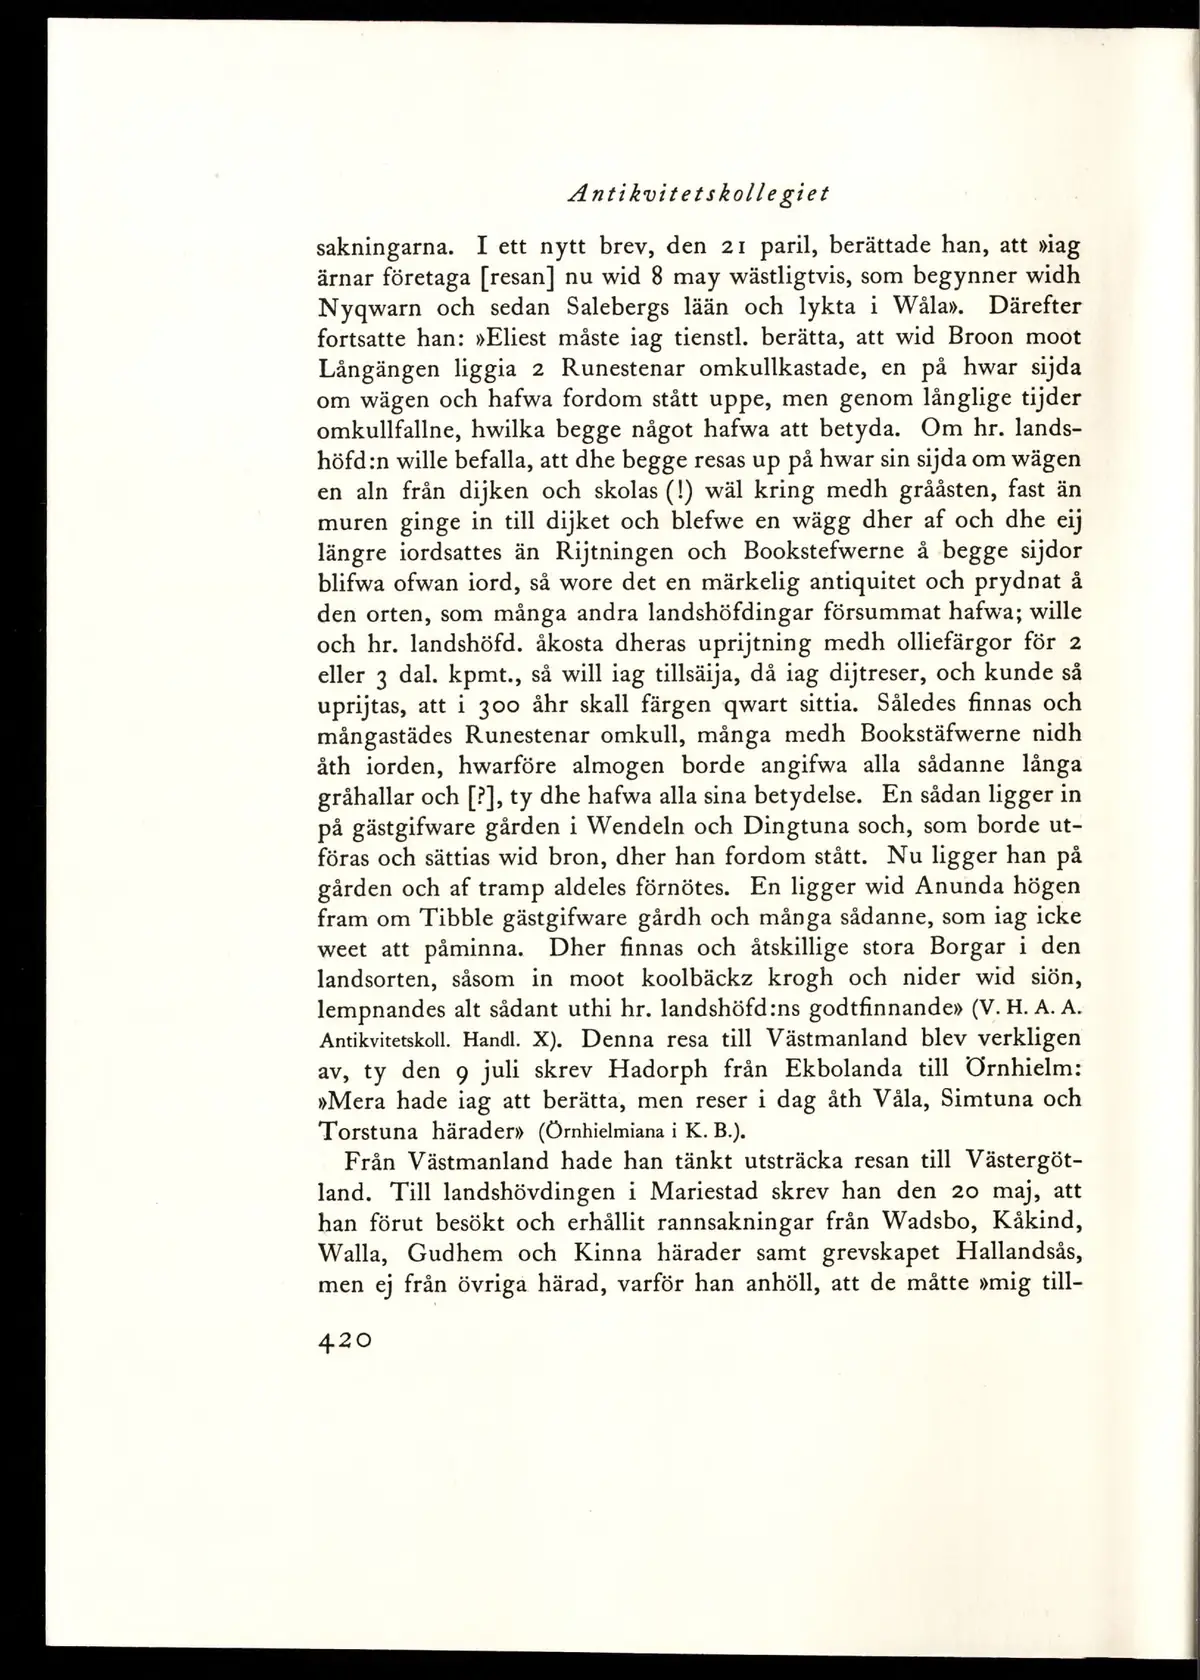 Antikvitetskollegiet
sakningarna. I ett nytt brev, den 21 paril, berättade han, att »iag
ärnar företaga [resan] nu wid 8 may wästligtvis, som begynner widh
Nyqwarn och sedan Salebergs lään och lykta i Wåla». Därefter
fortsatte han: »Eliest måste iag tienstl. berätta, att wid Broon moot
Långängen liggia 2 Runestenar omkullkastade, en på hwar sijda
om wägen och hafwa fordom stått uppe, men genom långlige tijder
omkullfallne, hwilka begge något hafwa att betyda. Om hr. lands-
höfd:n wille befalla, att dhe begge resas up på hwar sin sijda om wägen
en aln från dijken och skolas (!) wäl kring medh grååsten, fast än
muren ginge in till dijket och blefwe en wägg dher af och dhe eij
längre iordsattes än Rijtningen och Bookstefwerne å begge sijdor
blifwa ofwan iord, så wore det en märkelig antiquitet och prydnat å
den orten, som många andra landshöfdingar försummat hafwa; wille
och hr. landshöfd. åkosta dheras uprijtning medh olliefärgor för 2
eller 3 dal. kpmt., så will iag tillsäija, då iag dijtreser, och kunde så
uprijtas, att i 300 åhr skall färgen qwart sittia. Således finnas och
mångastädes Runestenar omkull, många medh Bookstäfwerne nidh
åth iorden, hwarföre almogen borde angifwa alla sådanne långa
gråhallar och [?], ty dhe hafwa alla sina betydelse. En sådan ligger in
på gästgifware gården i Wendeln och Dingtuna soch, som borde ut-
föras och sättias wid bron, dher han fordom stått. Nu ligger han på
gården och af tramp aldeles förnötes. En ligger wid Anunda högen
fram om Tibble gästgifware gårdh och många sådanne, som iag icke
weet att påminna. Dher finnas och åtskillige stora Borgar i den
landsorten, såsom in moot koolbäckz krogh och nider wid siön,
lempnandes alt sådant uthi hr. landshöfd:ns godtfinnande» (V. H. A. A.
Antikvitetskoll. Handl. X). Denna resa till Västmanland blev verkligen
av, ty den 9 juli skrev Hadorph från Ekbolanda till Örnhielm:
»Mera hade iag att berätta, men reser i dag åth Våla, Simtuna och
Torstuna härader» (Örnhielmiana i K. B.).
Från Västmanland hade han tänkt utsträcka resan till Västergöt-
land. Till landshövdingen i Mariestad skrev han den 20 maj, att
han förut besökt och erhållit rannsakningar från Wadsbo, Kåkind,
Walla, Gudhem och Kinna härader samt grevskapet Hallandsås,
men ej från övriga härad, varför han anhöll, att de måtte »mig till-
420